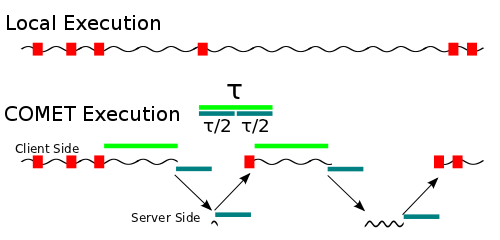 Local Execution
τ
COMET Execution
τ/2 τ/2
Client Side
Server Side